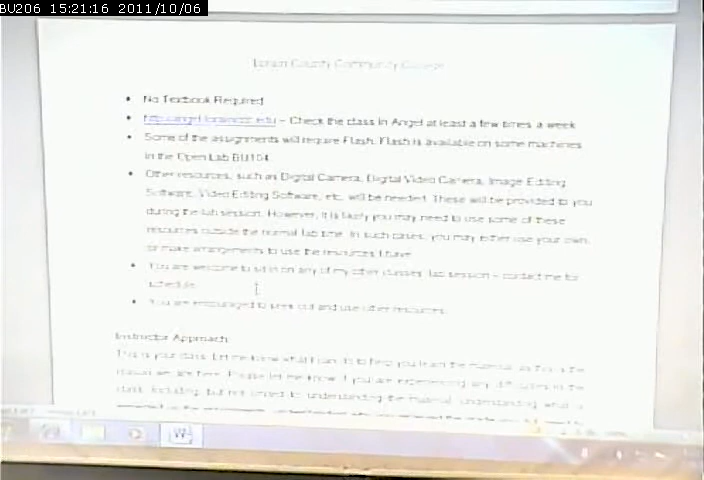 BU206 15:21:16 2011/10/06
Lorain County Community College
No Textbook Required
http://angel.lorainccc.edu – Check the class in Angel at least a few times a week
Some of the assignments will require Flash. Flash is available on some machines
in the Open Lab BU104
Other resources, such as Digital Camera, Digital Video Camera, Image Editing
Software, Video Editing Software, etc. will be needed. These will be provided to you
during the lab session. However, it is likely you may need to use some of these
resources outside the normal lab time. In such cases, you may either use your own,
or make arrangements to use the resources I have
You are welcome to sit in on any of my other classes' lab session – contact me for
schedule
You are encouraged to seek out and use other resources
Instructor Approach
This is your class. Let me know what I can do to help you learn the material, as this is the
reason we are here. Please let me know if you are experiencing any difficulties in the
class, including, but not limited to understanding the material, understanding what is